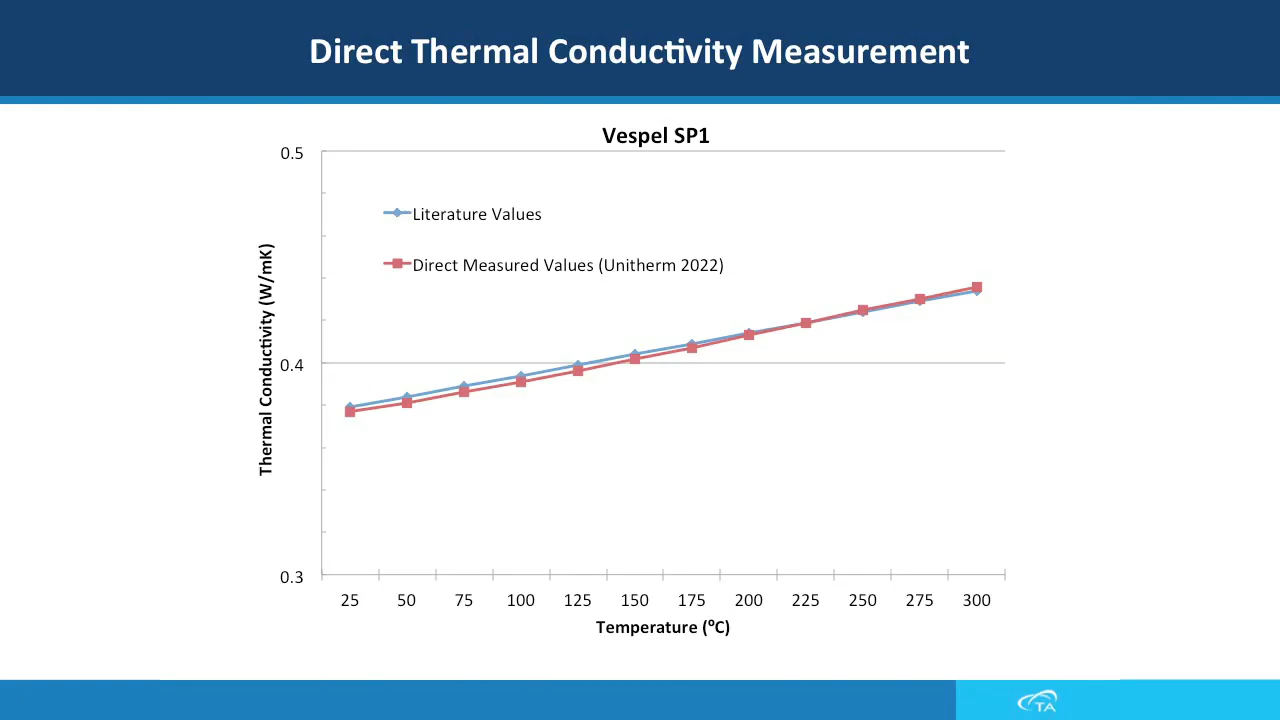 Direct Thermal Conductivity Measurement
Vespel SP1
0.5
Literature Values
Direct Measured Values (Unitherm 2022)
Thermal Conductivity (W/mK)
0.4
0.3
25 50 75 100 125 150 175 200 225 250 275 300
Temperature (⁰C)
TA